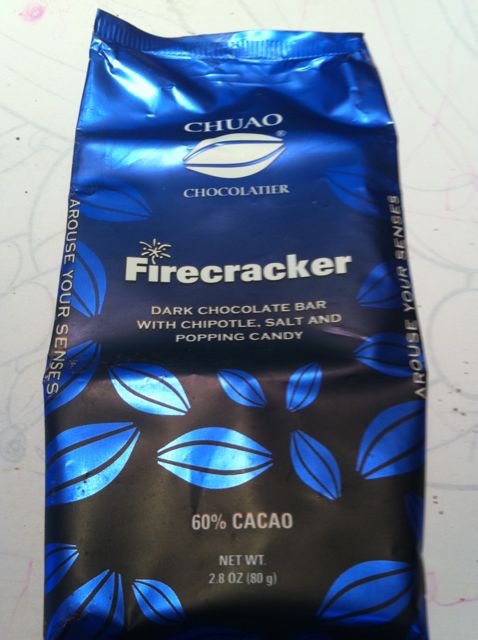 CHUAO®
CHOCOLATIER
Firecracker
DARK CHOCOLATE BAR
WITH CHIPOTLE, SALT AND
POPPING CANDY
AROUSE YOUR SENSES
AROUSE YOUR SENSES
60% CACAO
NET WT.
2.8 OZ (80 g)